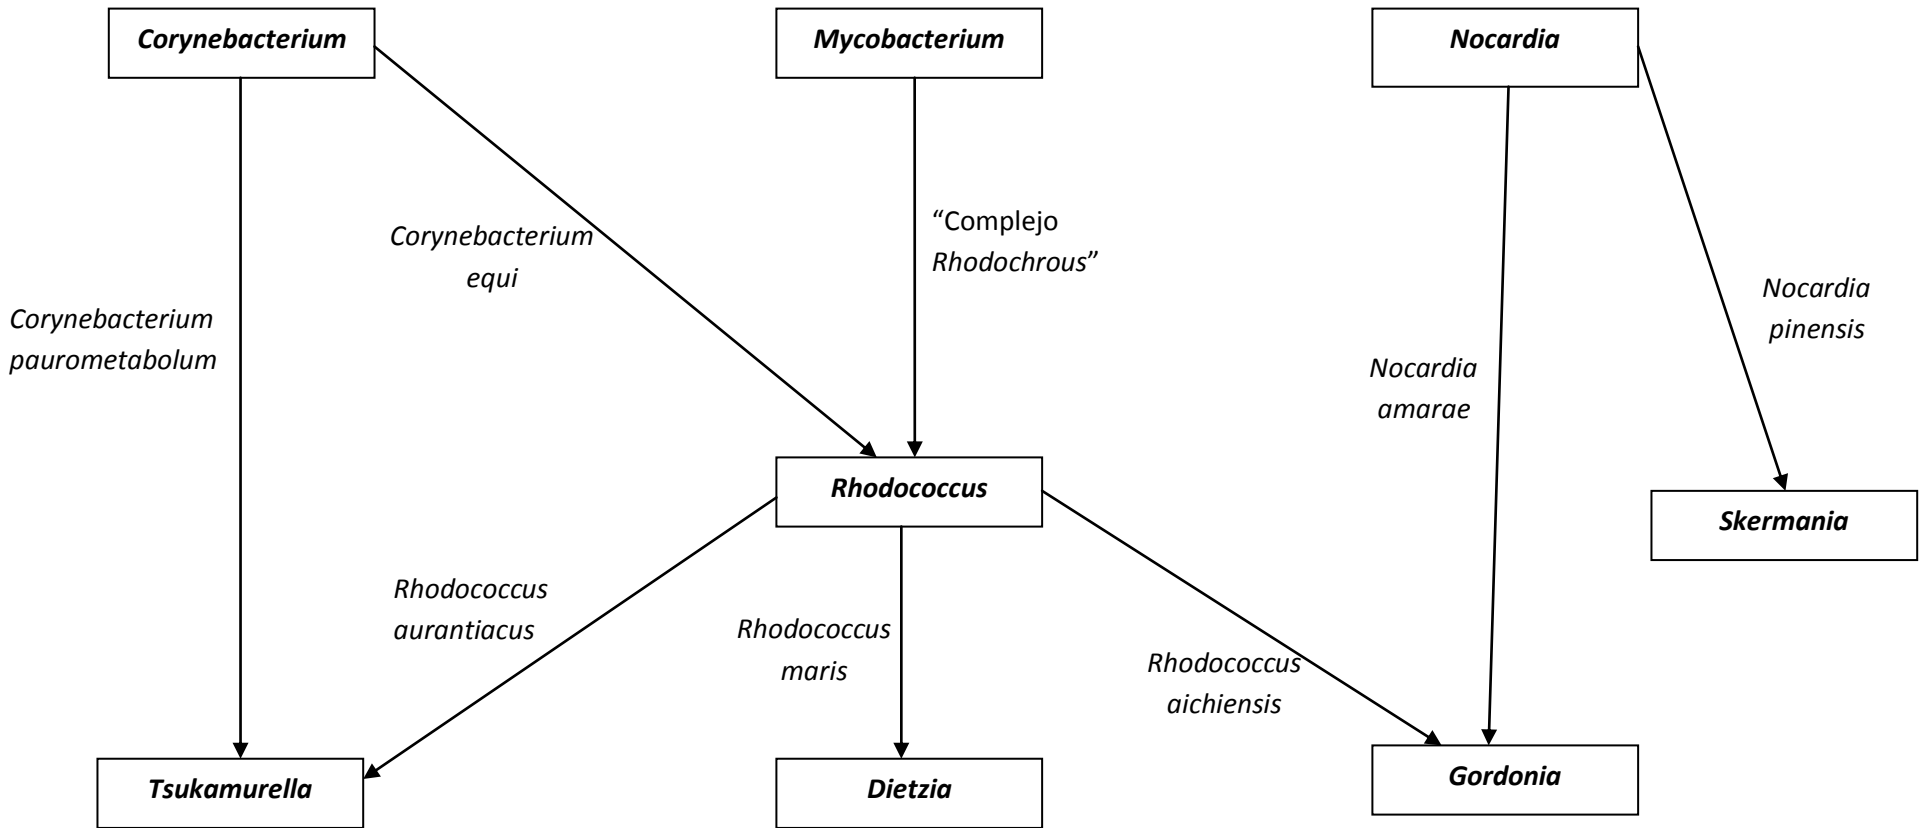 Corynebacterium
Mycobacterium
Nocardia
Corynebacterium
equi
“Complejo
Rhodochrous”
Nocardia
pinensis
Corynebacterium
paurometabolum
Nocardia
amarae
Rhodococcus
Skermania
Rhodococcus
aurantiacus
Rhodococcus
maris
Rhodococcus
aichiensis
Tsukamurella
Dietzia
Gordonia